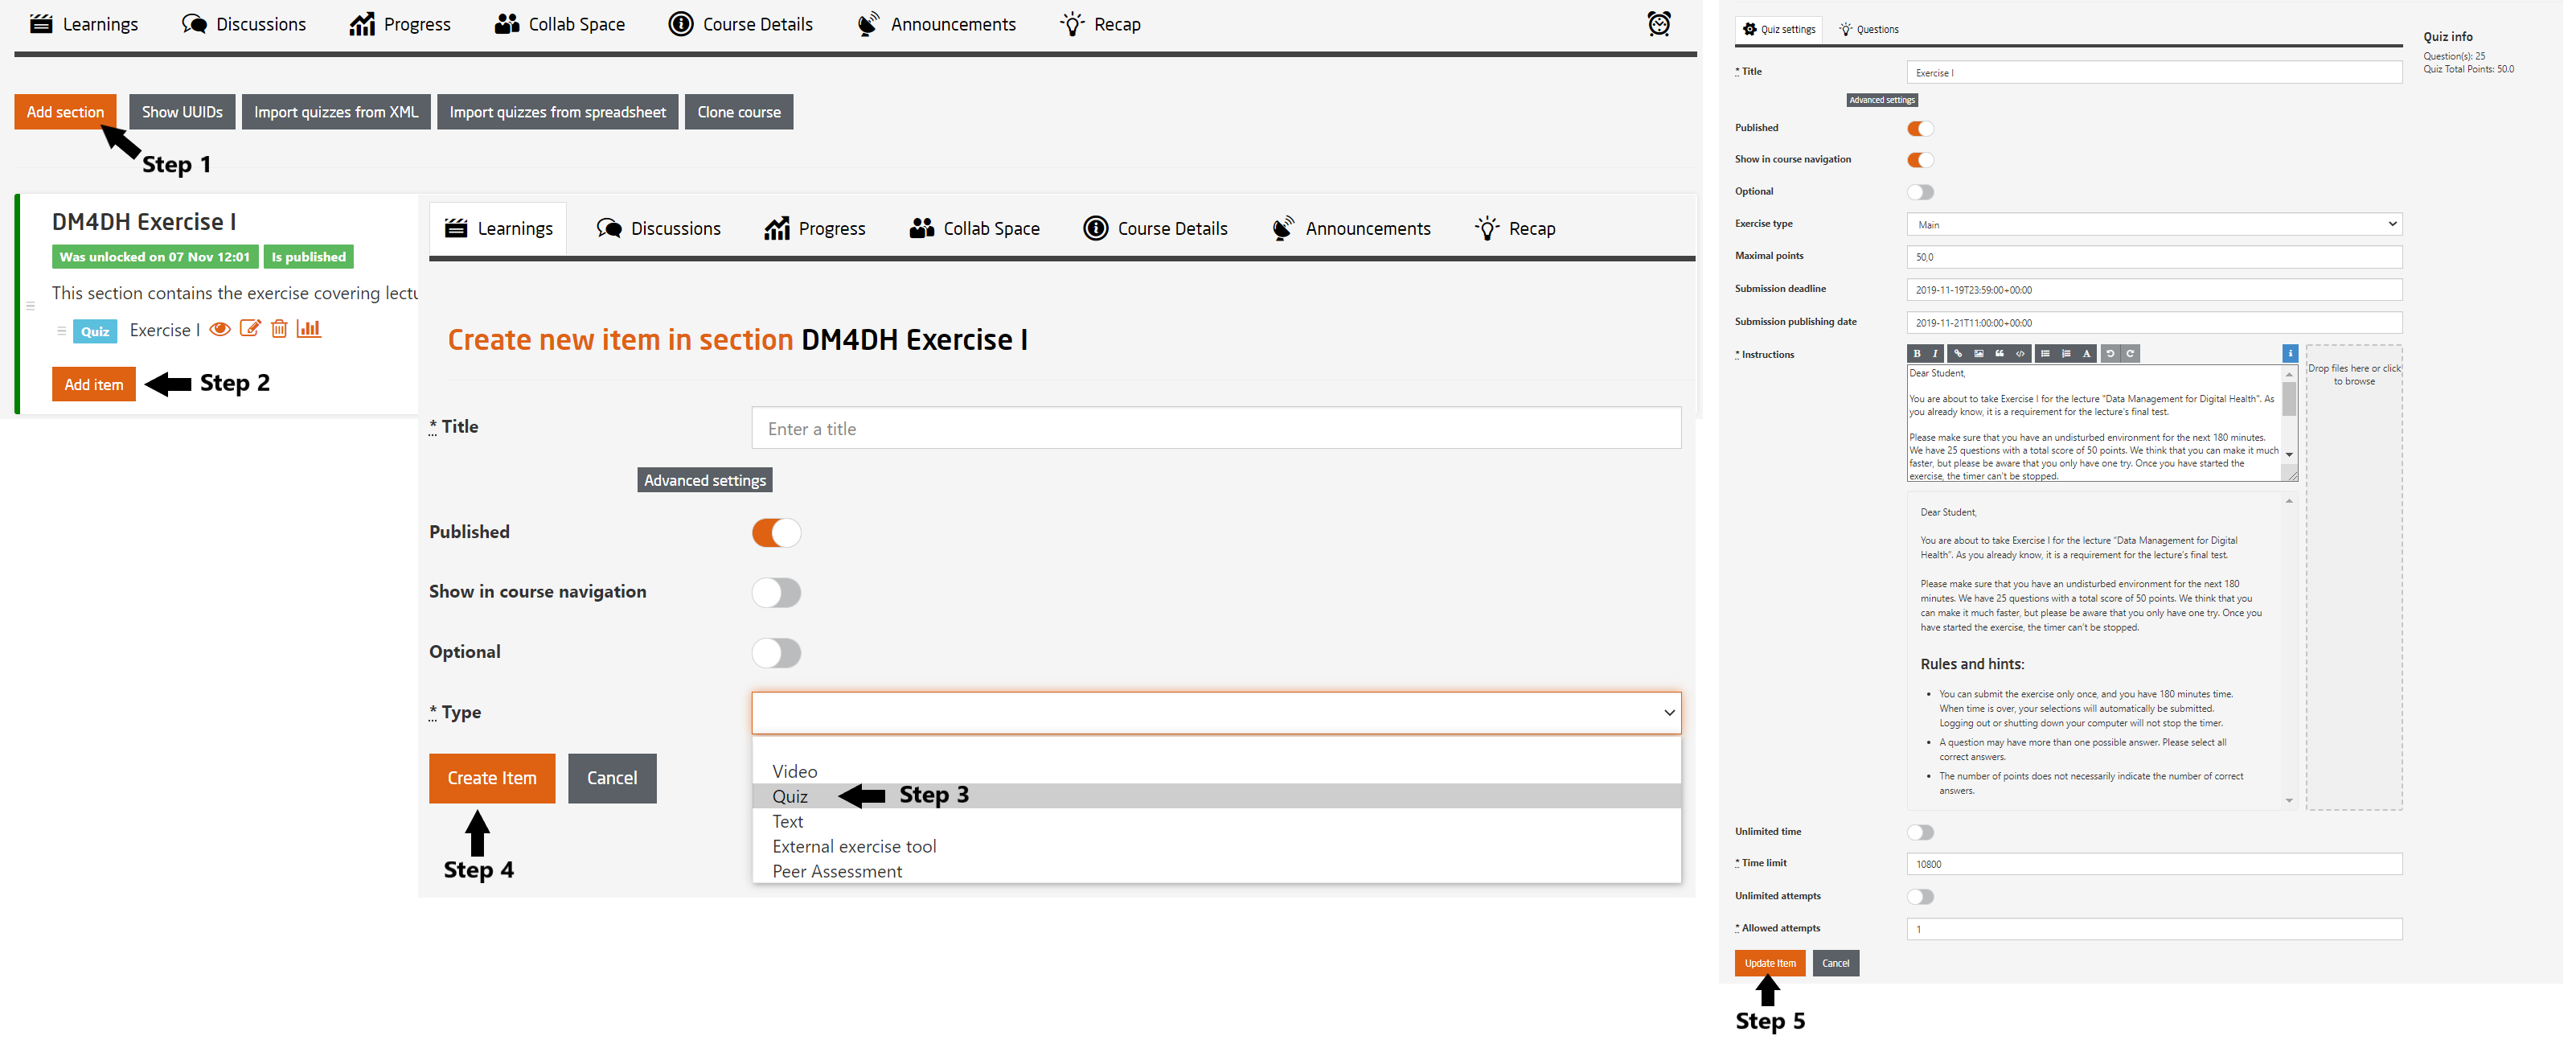 Learnings Discussions Progress Collab Space Course Details Announcements Recap
Add section Show UUIDs Import quizzes from XML Import quizzes from spreadsheet Clone course
Step 1
DM4DH Exercise I
Was unlocked on 07 Nov 12:01 Is published
This section contains the exercise covering lectu
Quiz Exercise I
Add item Step 2
Learnings Discussions Progress Collab Space Course Details Announcements Recap
Create new item in section DM4DH Exercise I
* Title Enter a title
Advanced settings
Published
Show in course navigation
Optional
* Type
Video
Quiz Step 3
Text
External exercise tool
Peer Assessment
Create Item Cancel
Step 4
Quiz settings Questions
* Title Exercise I
Advanced settings
Published
Show in course navigation
Optional
Exercise type Main
Maximal points 50,0
Submission deadline 2019-11-19T23:59:00+00:00
Submission publishing date 2019-11-21T11:00:00+00:00
* Instructions B I A i
Dear Student,
You are about to take Exercise I for the lecture "Data Management for Digital Health". As
you already know, it is a requirement for the lecture's final test.
Please make sure that you have an undisturbed environment for the next 180 minutes.
We have 25 questions with a total score of 50 points. We think that you can make it much
faster, but please be aware that you only have one try. Once you have started the
exercise, the timer can't be stopped.
Drop files here or click
to browse
Dear Student,
You are about to take Exercise I for the lecture "Data Management for Digital
Health". As you already know, it is a requirement for the lecture's final test.
Please make sure that you have an undisturbed environment for the next 180
minutes. We have 25 questions with a total score of 50 points. We think that you
can make it much faster, but please be aware that you only have one try. Once you
have started the exercise, the timer can't be stopped.
Rules and hints:
• You can submit the exercise only once, and you have 180 minutes time.
When time is over, your selections will automatically be submitted.
Logging out or shutting down your computer will not stop the timer.
• A question may have more than one possible answer. Please select all
correct answers.
• The number of points does not necessarily indicate the number of correct
answers.
Unlimited time
* Time limit 10800
Unlimited attempts
* Allowed attempts 1
Update Item Cancel
Step 5
Quiz info
Question(s): 25
Quiz Total Points: 50.0